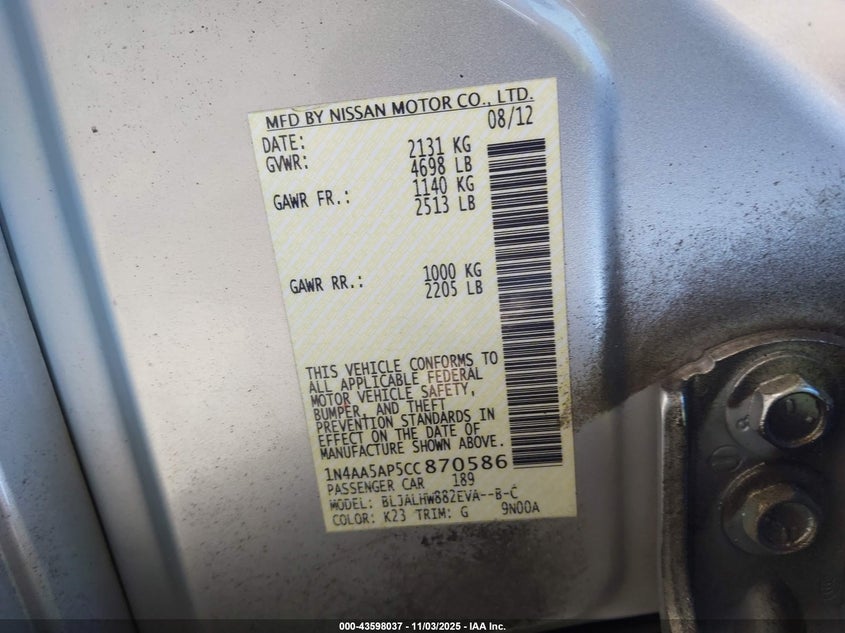 MFD BY NISSAN MOTOR CO., LTD.
DATE: 08/12
GVWR: 2131 KG
4698 LB
GAWR FR.: 1140 KG
2513 LB
GAWR RR.: 1000 KG
2205 LB
THIS VEHICLE CONFORMS TO
ALL APPLICABLE FEDERAL
MOTOR VEHICLE SAFETY,
BUMPER, AND THEFT
PREVENTION STANDARDS IN
EFFECT ON THE DATE OF
MANUFACTURE SHOWN ABOVE.
1N4AA5AP5CC870586
PASSENGER CAR 189
MODEL: BLJALHW882EVA--B-C
COLOR: K23 TRIM: G 9N00A
000-43598037 - 11/03/2025 - IAA Inc.